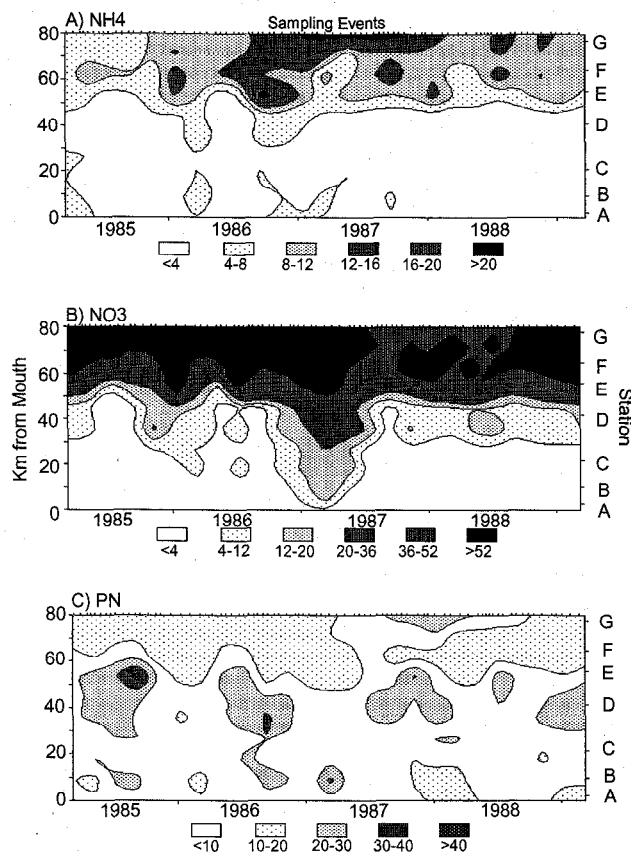 A) NH4
Sampling Events
80
60
40
20
0
G
F
E
D
C
B
A
1985
1986
1987
1988
<4
4-8
8-12
12-16
16-20
>20
B) NO3
80
60
40
20
0
G
F
E
D
C
B
A
Km from Mouth
Station
1985
1986
1987
1988
<4
4-12
12-20
20-36
36-52
>52
C) PN
80
60
40
20
0
G
F
E
D
C
B
A
1985
1986
1987
1988
<10
10-20
20-30
30-40
>40